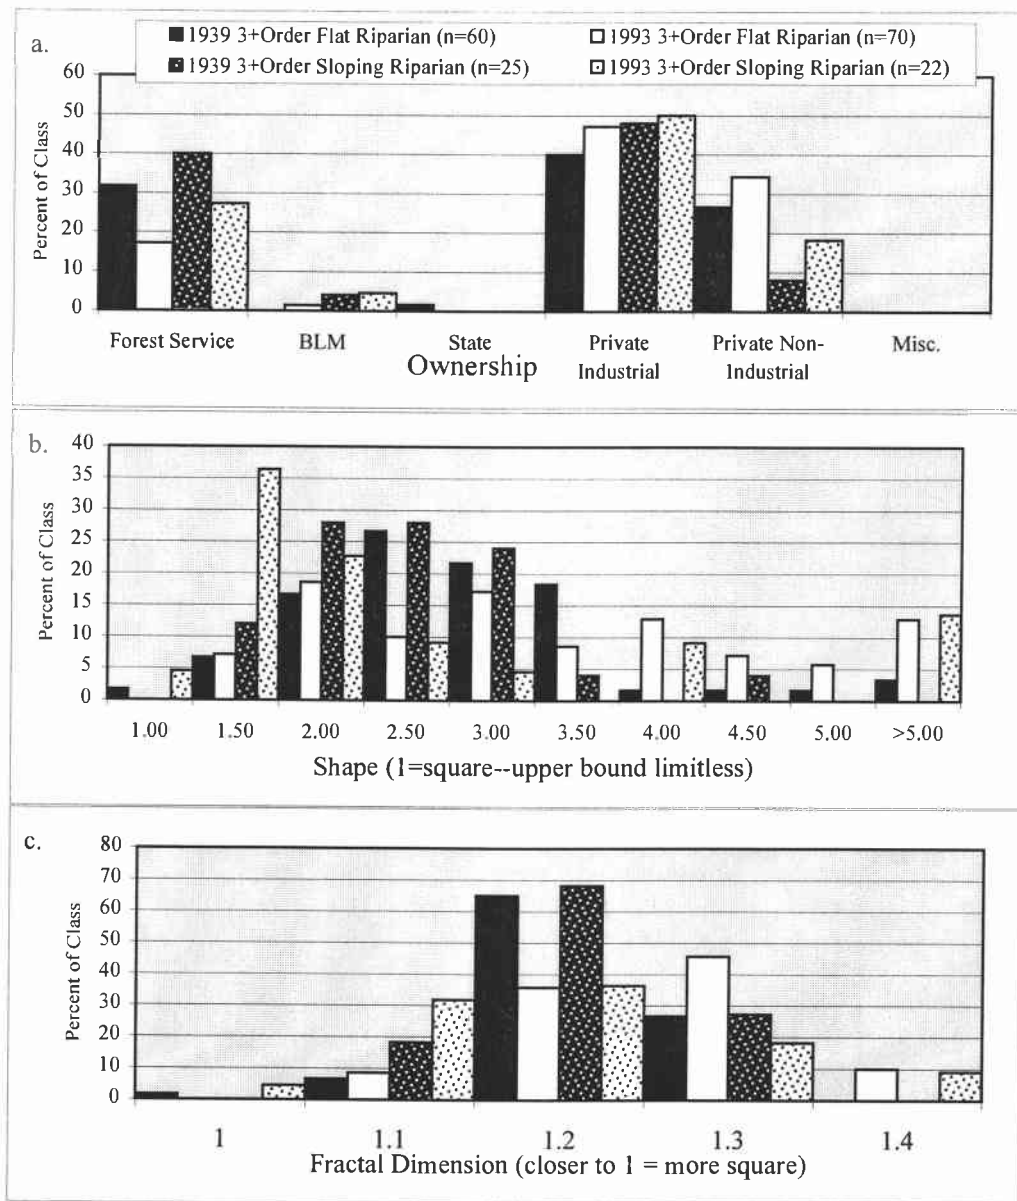 a.
■ 1939 3+Order Flat Riparian (n=60) □ 1993 3+Order Flat Riparian (n=70)
1939 3+Order Sloping Riparian (n=25) 1993 3+Order Sloping Riparian (n=22)
60
50
40
30
20
10
0
Percent of Class
Forest Service BLM State Private Industrial Private Non-Industrial Misc.
Ownership
b.
40
35
30
25
20
15
10
5
0
Percent of Class
1.00 1.50 2.00 2.50 3.00 3.50 4.00 4.50 5.00 >5.00
Shape (1=square--upper bound limitless)
c.
80
70
60
50
40
30
20
10
0
Percent of Class
1 1.1 1.2 1.3 1.4
Fractal Dimension (closer to 1 = more square)